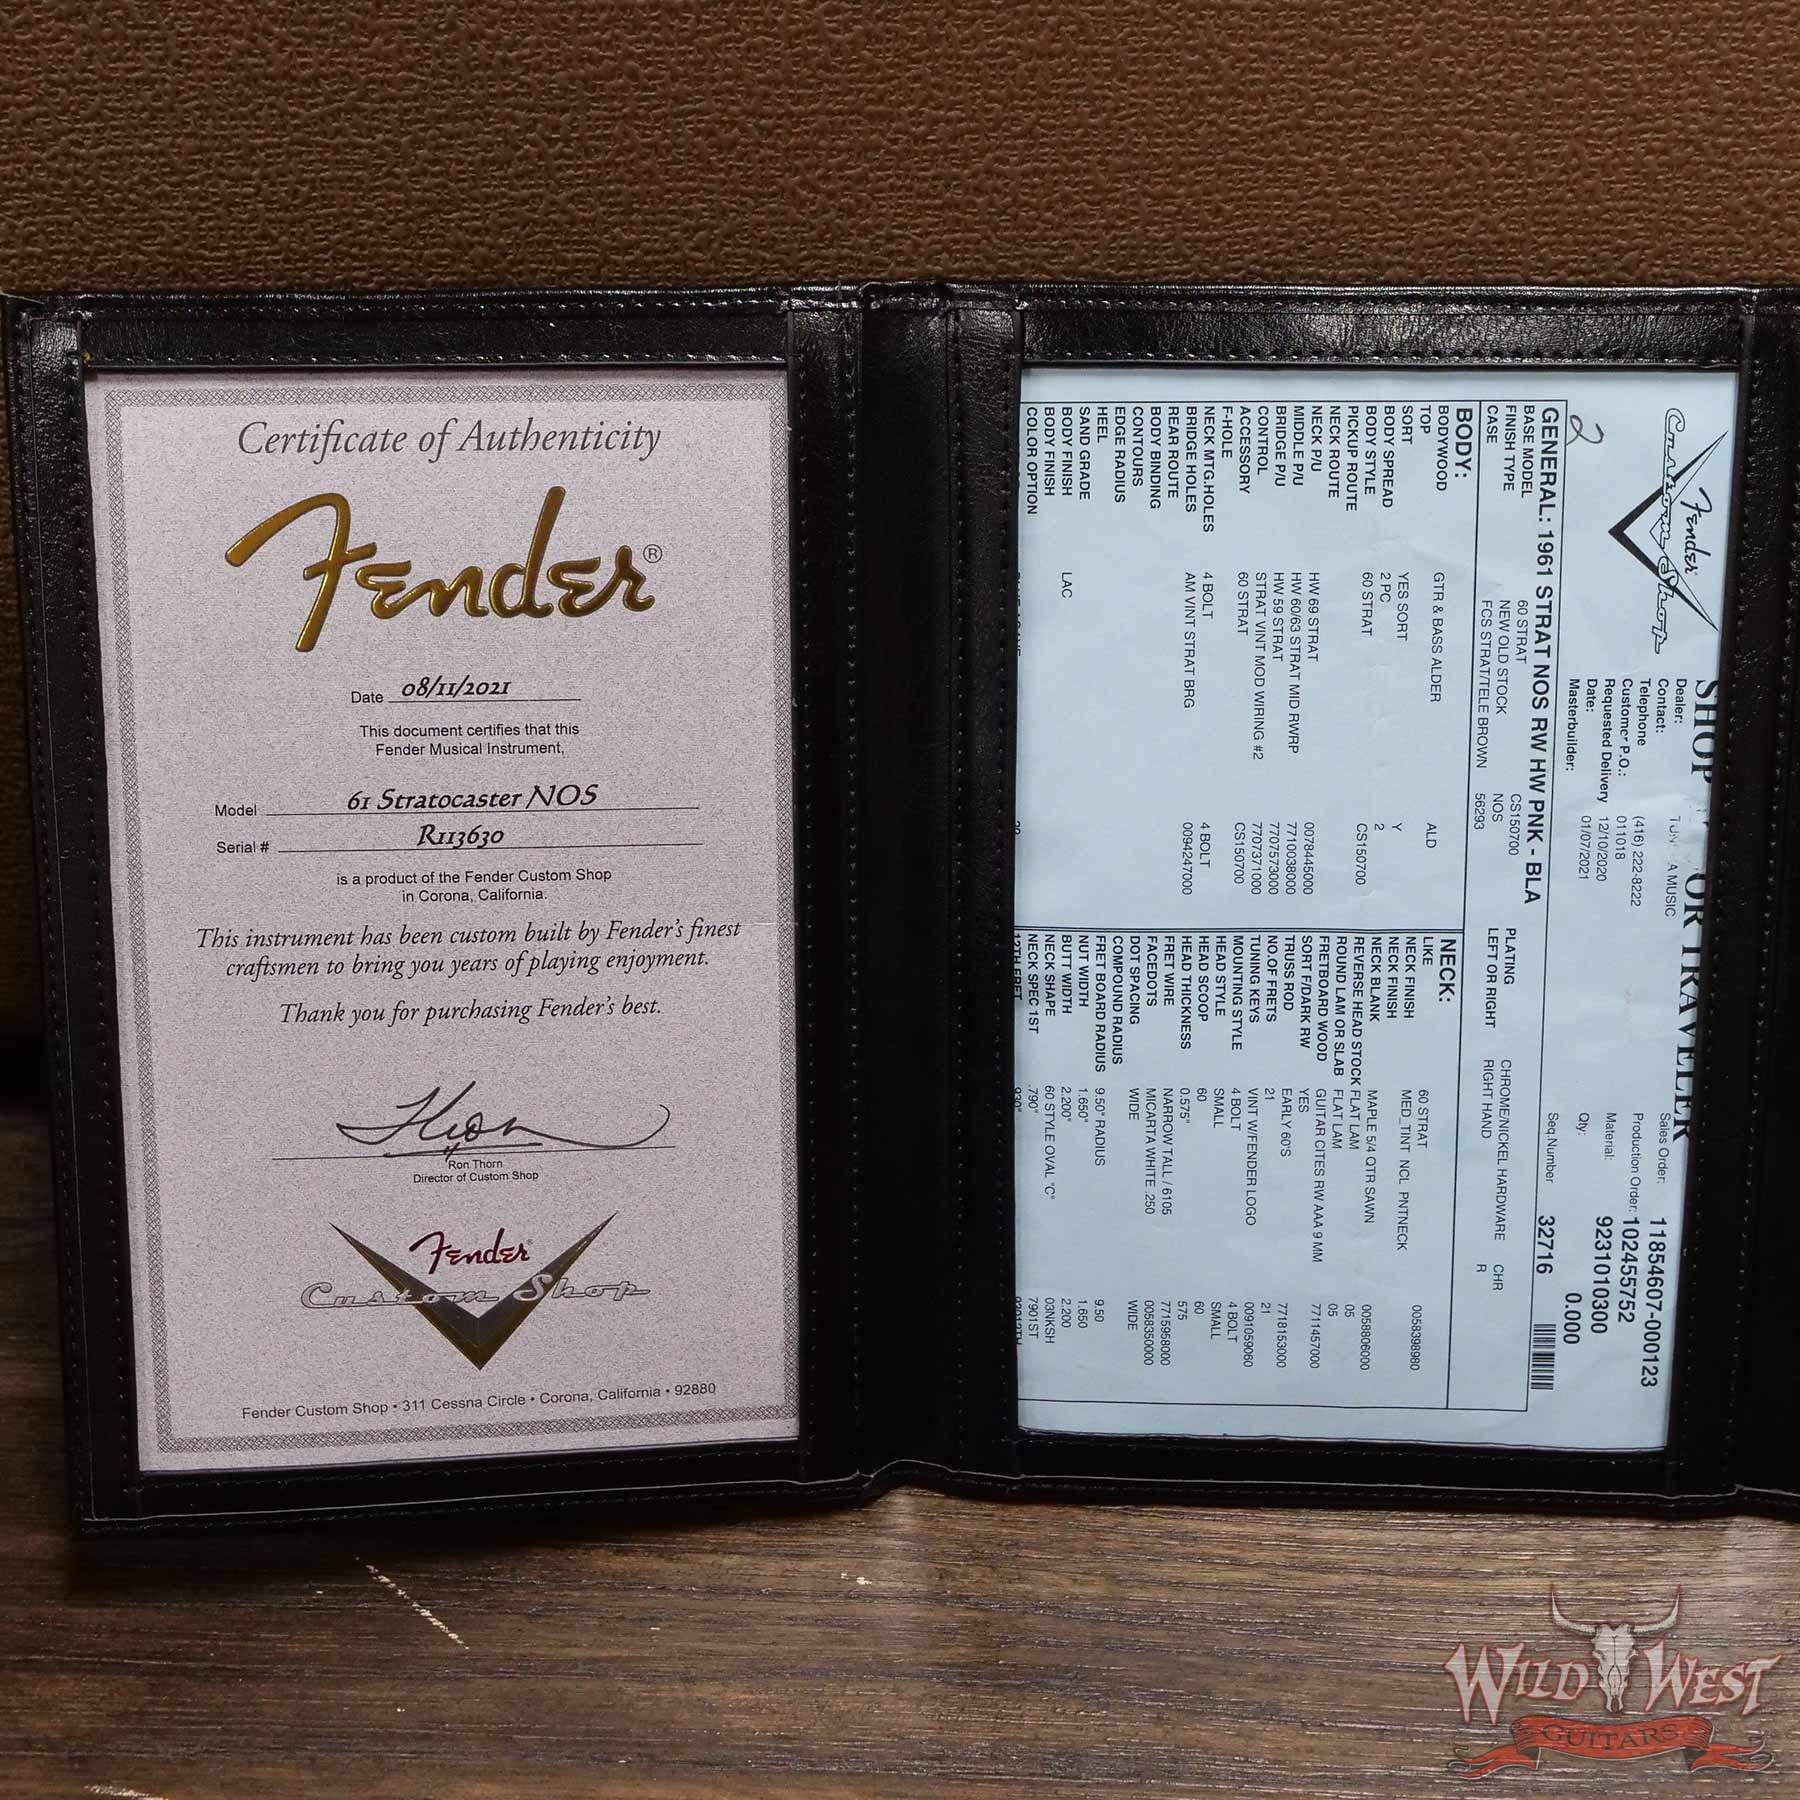 Certificate of Authenticity
Fender®
Date 08/11/2021
This document certifies that this
Fender Musical Instrument,
Model 61 Stratocaster NOS
Serial # R113630
is a product of the Fender Custom Shop
in Corona, California.
This instrument has been custom built by Fender's finest
craftsmen to bring you years of playing enjoyment.
Thank you for purchasing Fender's best.
Ron Thorn
Director of Custom Shop
Fender
Custom Shop
Fender Custom Shop • 311 Cessna Circle • Corona, California • 92880
Fender
Custom Shop
SHOP TRAVELER
Dealer: A MUSIC
Contact:
Telephone (416) 222-8222
Customer P.O.: 011018
Requested Delivery 12/10/2020
Date: 01/07/2021
Masterbuilder:
Sales Order: 11854607-000123
Production Order: 102455752
Material: 9231010300
Qty: 0.000
2
GENERAL: 1961 STRAT NOS RW HW PNK - BLA Seq.Number 32716
BASE MODEL 60 STRAT CS150700 PLATING CHROME/NICKEL HARDWARE CHR
FINISH TYPE NEW OLD STOCK NOS LEFT OR RIGHT RIGHT HAND R
CASE FCS STRAT/TELE BROWN 56293
BODY:
BODYWOOD GTR & BASS ALDER ALD
TOP
SORT YES SORT Y
BODY SPREAD 2 PC 2
BODY STYLE 60 STRAT CS150700
PICKUP ROUTE
NECK ROUTE
NECK P/U HW 69 STRAT 0078445000
MIDDLE P/U HW 60/63 STRAT MID RWRP 7710038000
BRIDGE P/U HW 59 STRAT 7707573000
CONTROL STRAT VINT MOD WIRING #2 7707371000
ACCESSORY 60 STRAT CS150700
F-HOLE
NECK MTG.HOLES 4 BOLT 4 BOLT
BRIDGE HOLES AM VINT STRAT BRG 0094247000
REAR ROUTE
BODY BINDING
CONTOURS
EDGE RADIUS
HEEL
SAND GRADE
BODY FINISH LAC
BODY FINISH
COLOR OPTION
NECK:
LIKE 60 STRAT
NECK FINISH MED_TINT NCL PNTNECK 0058398980
NECK FINISH
NECK BLANK MAPLE 5/4 QTR SAWN 0058806000
REVERSE HEAD STOCK FLAT LAM 05
ROUND LAM OR SLAB FLAT LAM 05
FRETBOARD WOOD GUITAR CITES RW AAA 9 MM 7711457000
SORT F/DARK RW YES
TRUSS ROD EARLY 60'S 7718153000
NO.OF FRETS 21 21
TUNING KEYS VINT W/FENDER LOGO 0091059060
MOUNTING STYLE 4 BOLT 4 BOLT
HEAD STYLE SMALL SMALL
HEAD SCOOP 60 60
HEAD THICKNESS 0.575" 575
FRET WIRE NARROW TALL / 6105 7715958000
FACEDOTS MICARTA WHITE .250 0058350000
DOT SPACING WIDE WIDE
COMPOUND RADIUS
FRET BOARD RADIUS 9.50" RADIUS 9.50
NUT WIDTH 1.650" 1.650
BUTT WIDTH 2.200" 2.200
NECK SHAPE 60 STYLE OVAL "C" 03NKSH
NECK SPEC 1ST .790" 7901ST
12TH FRET .930" 93012TH
WILD WEST
GUITARS